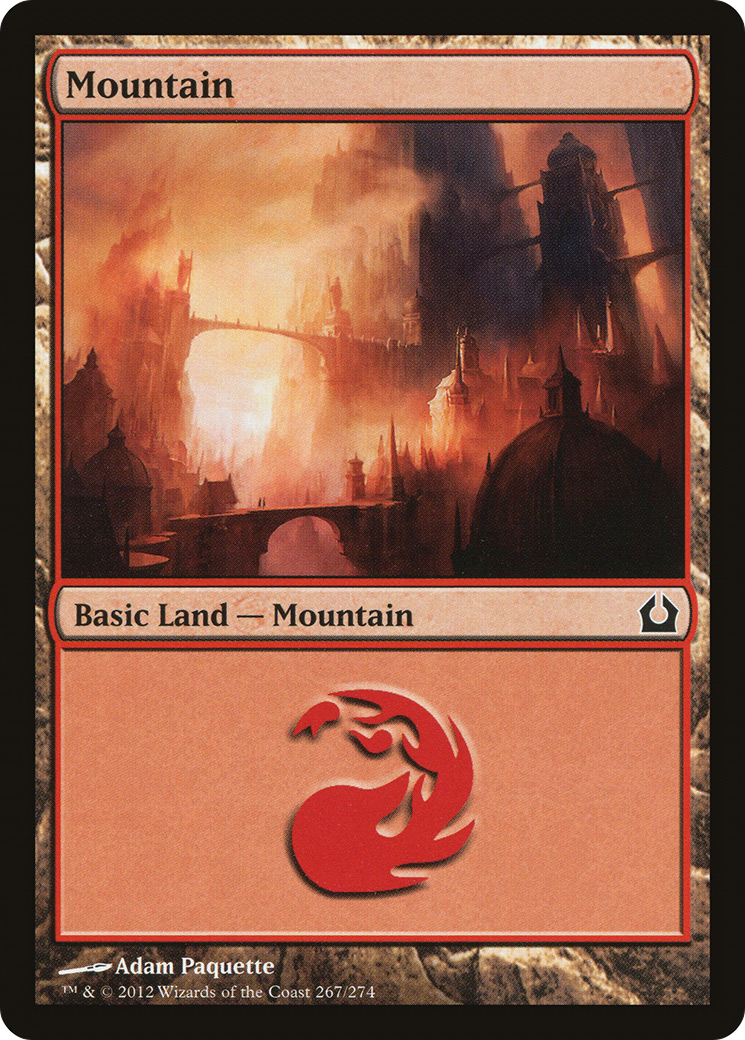 Mountain
Basic Land — Mountain
Adam Paquette
™ & © 2012 Wizards of the Coast 267/274